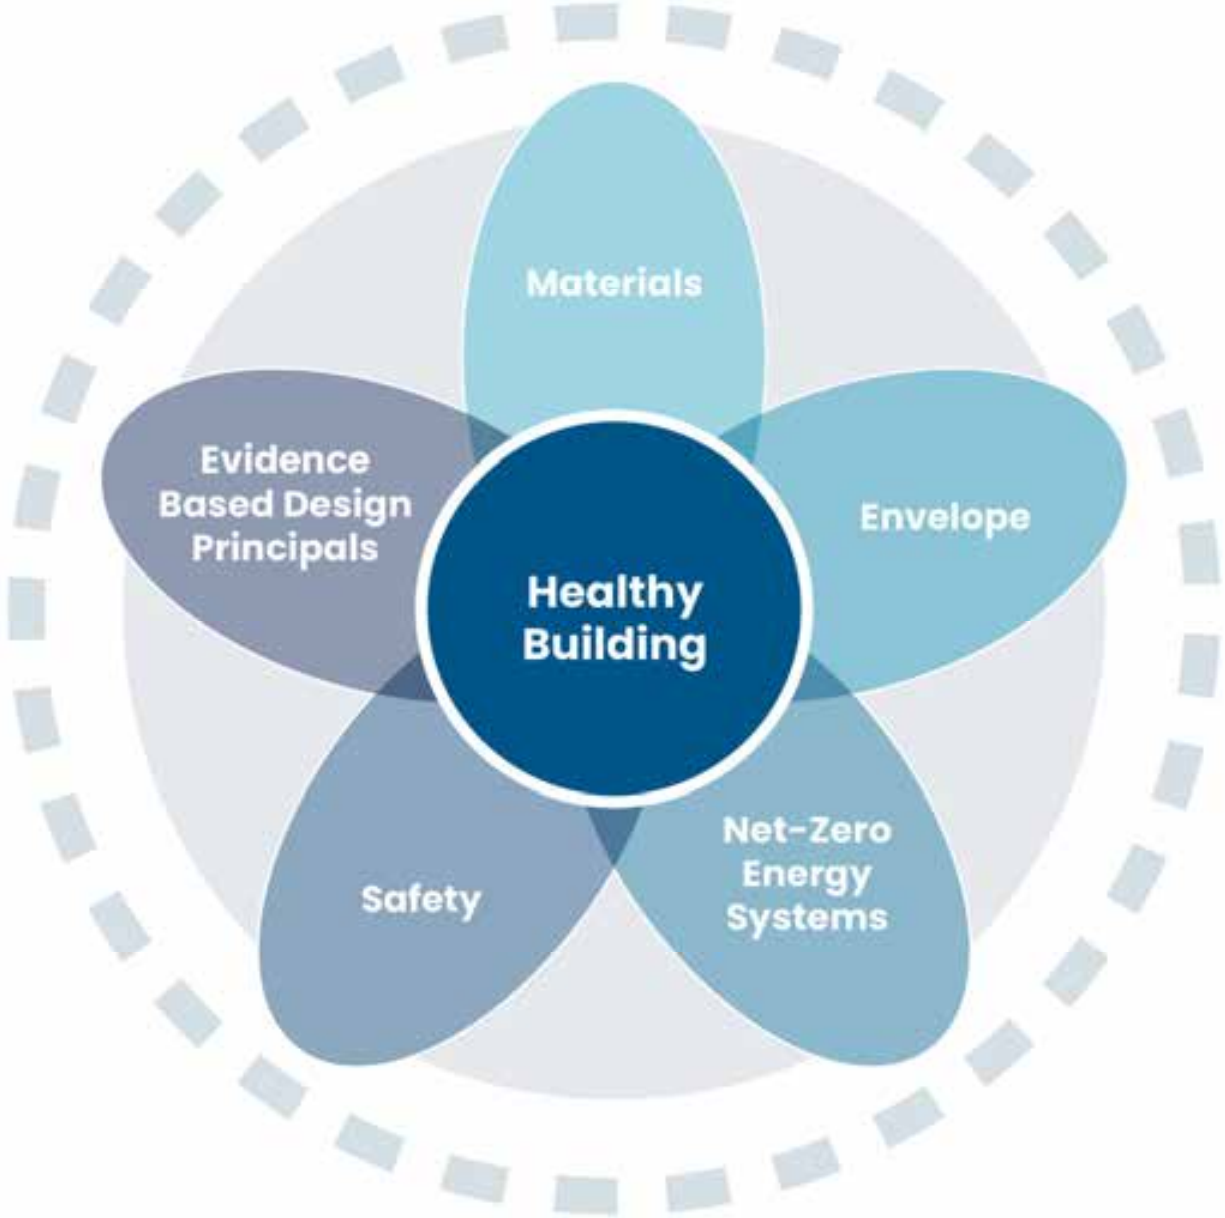 Materials
Envelope
Net-Zero
Energy
Systems
Safety
Evidence
Based Design
Principals
Healthy
Building